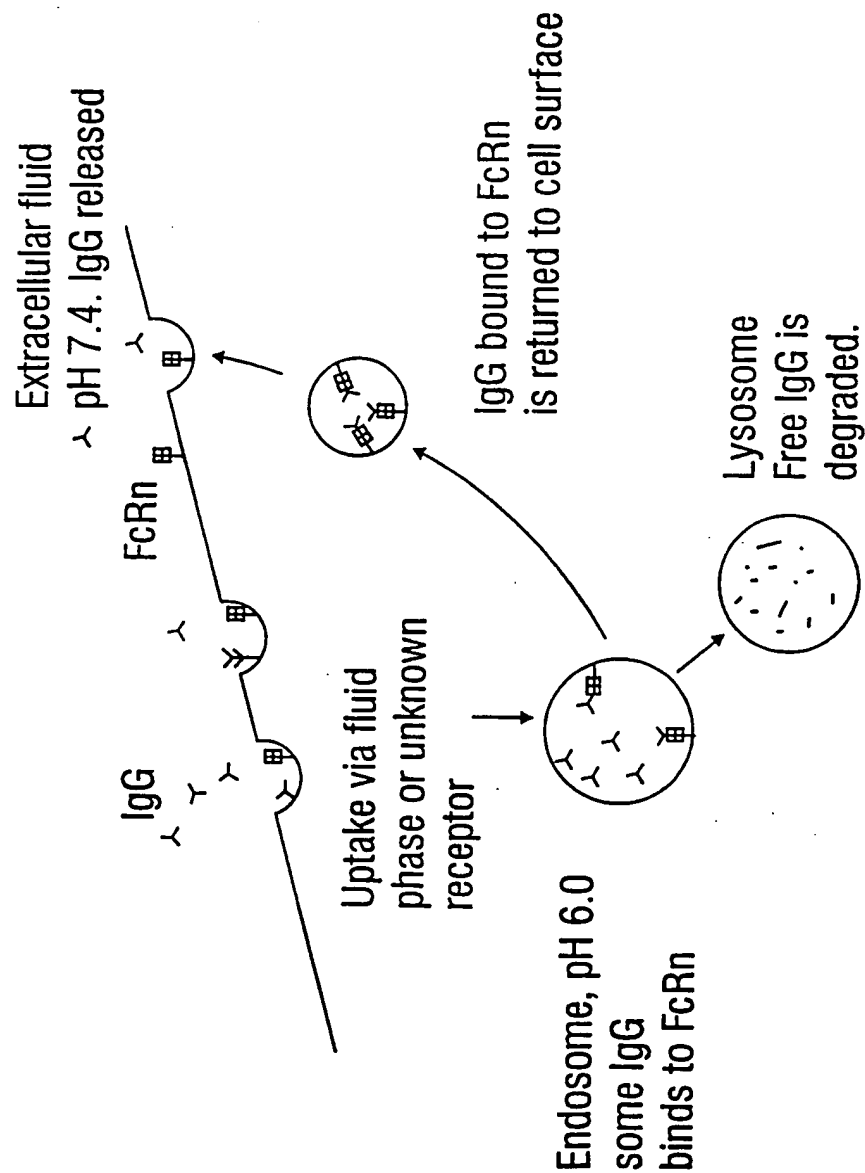 IgG
FcRn
Extracellular fluid
pH 7.4. IgG released
Uptake via fluid
phase or unknown
receptor
IgG bound to FcRn
is returned to cell surface
Endosome, pH 6.0
some IgG
binds to FcRn
Lysosome
Free IgG is
degraded.